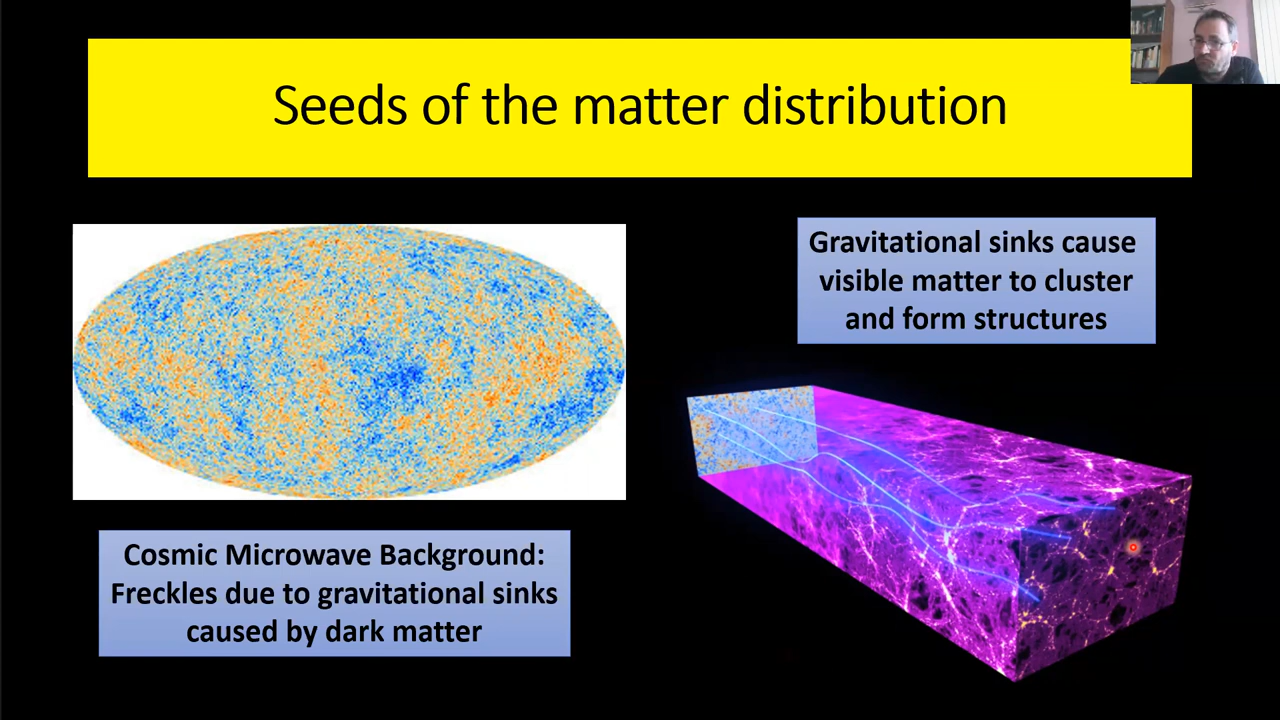 Seeds of the matter distribution
Gravitational sinks cause
visible matter to cluster
and form structures
Cosmic Microwave Background:
Freckles due to gravitational sinks
caused by dark matter